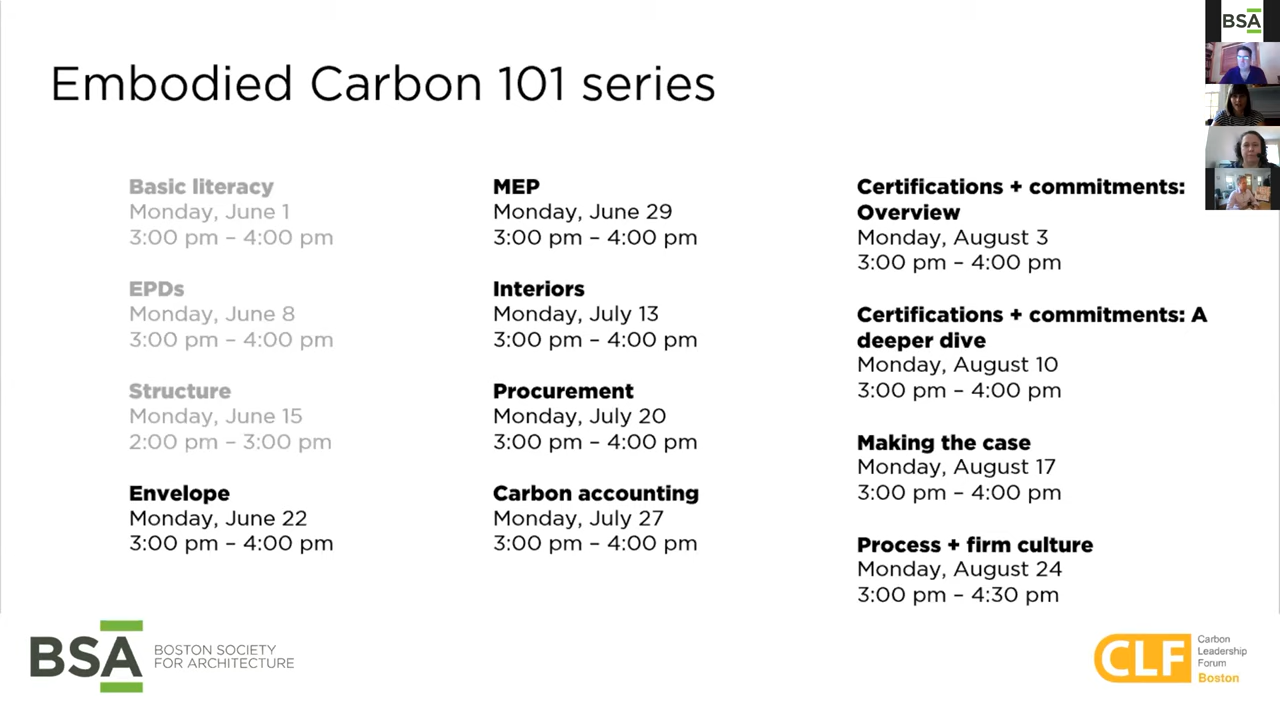 Embodied Carbon 101 series
Basic literacy
Monday, June 1
3:00 pm – 4:00 pm
EPDs
Monday, June 8
3:00 pm – 4:00 pm
Structure
Monday, June 15
2:00 pm – 3:00 pm
Envelope
Monday, June 22
3:00 pm – 4:00 pm
MEP
Monday, June 29
3:00 pm – 4:00 pm
Interiors
Monday, July 13
3:00 pm – 4:00 pm
Procurement
Monday, July 20
3:00 pm – 4:00 pm
Carbon accounting
Monday, July 27
3:00 pm – 4:00 pm
Certifications + commitments:
Overview
Monday, August 3
3:00 pm – 4:00 pm
Certifications + commitments: A
deeper dive
Monday, August 10
3:00 pm – 4:00 pm
Making the case
Monday, August 17
3:00 pm – 4:00 pm
Process + firm culture
Monday, August 24
3:00 pm – 4:30 pm
BSA
BSA
BOSTON SOCIETY
FOR ARCHITECTURE
CLF
Carbon
Leadership
Forum
Boston